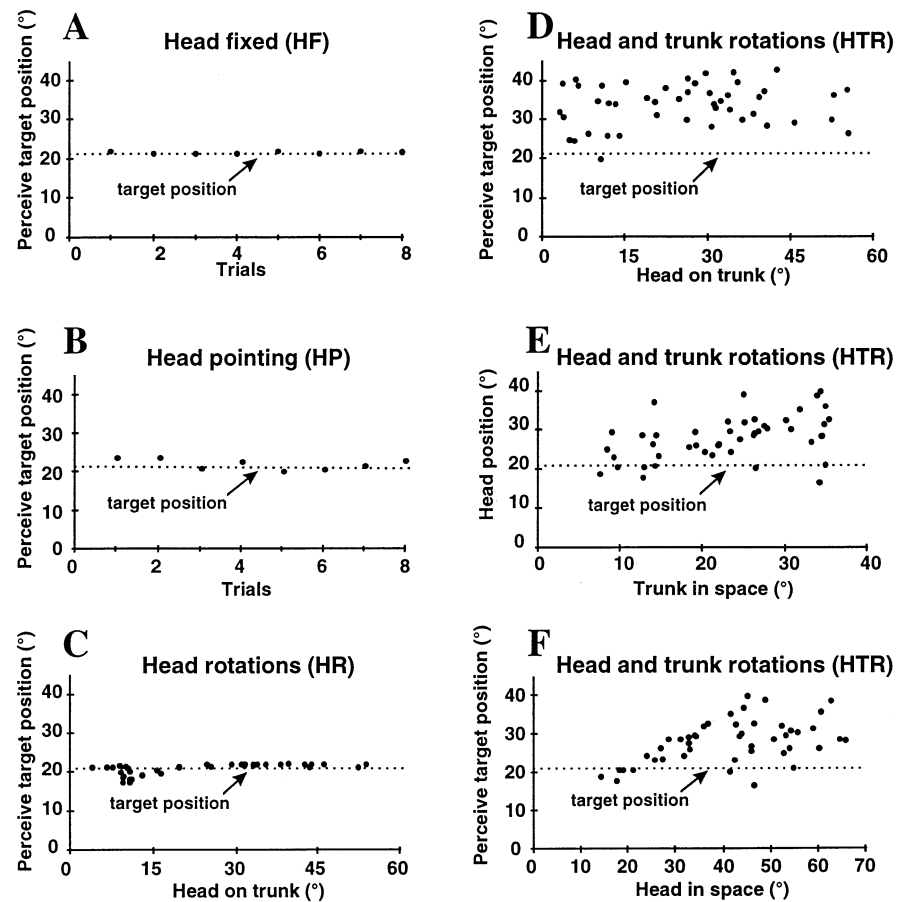 A
Head fixed (HF)
Perceive target position (°)
40
30
20
10
0
target position
0
2
4
6
8
Trials
B
Head pointing (HP)
Perceive target position (°)
40
30
20
10
0
target position
0
2
4
6
8
Trials
C
Head rotations (HR)
Perceive target position (°)
40
30
20
10
0
target position
0
15
30
45
60
Head on trunk (°)
D
Head and trunk rotations (HTR)
Perceive target position (°)
40
30
20
10
0
target position
0
15
30
45
60
Head on trunk (°)
E
Head and trunk rotations (HTR)
Head position (°)
40
30
20
10
0
target position
0
10
20
30
40
Trunk in space (°)
F
Head and trunk rotations (HTR)
Perceive target position (°)
40
30
20
10
0
target position
0
10
20
30
40
50
60
70
Head in space (°)